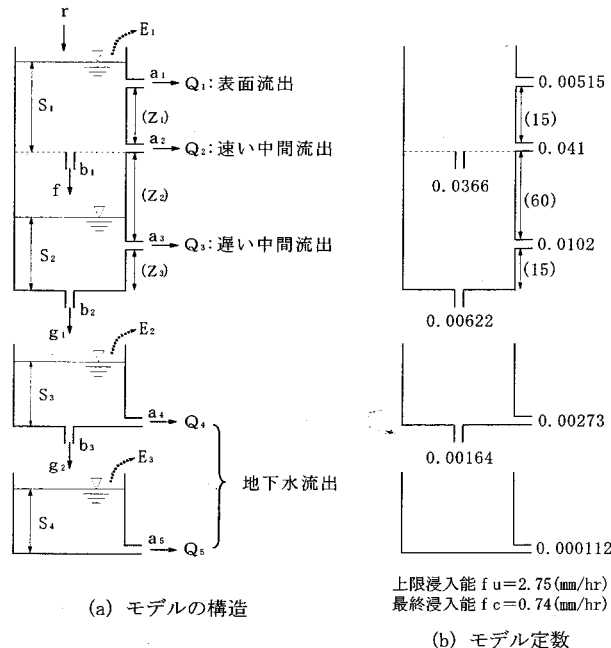 r
E₁
S₁
a₁
Q₁:表面流出
(Z₁)
a₂
Q₂:速い中間流出
b₁
f
(Z₂)
S₂
a₃
Q₃:遅い中間流出
(Z₃)
b₂
g₁
E₂
S₃
a₄
Q₄
b₃
g₂
E₃
地下水流出
S₄
a₅
Q₅
(a) モデルの構造
0.00515
(15)
0.041
0.0366
(60)
0.0102
(15)
0.00622
0.00273
0.00164
0.000112
上限浸入能 f u=2.75(mm/hr)
最終浸入能 f c=0.74(mm/hr)
(b) モデル定数